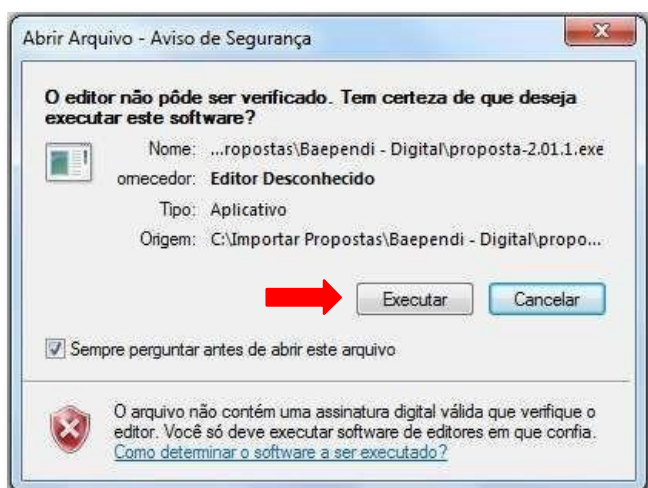 Abrir Arquivo - Aviso de Segurança
O editor não pôde ser verificado. Tem certeza de que deseja
executar este software?
Nome: ...ropostas\Baependi - Digital\proposta-2.01.1.exe
ornecedor: Editor Desconhecido
Tipo: Aplicativo
Origem: C:\Importar Propostas\Baependi - Digital\propo...
Executar Cancelar
Sempre perguntar antes de abrir este arquivo
O arquivo não contém uma assinatura digital válida que verifique o
editor. Você só deve executar software de editores em que confia.
Como determinar o software a ser executado?